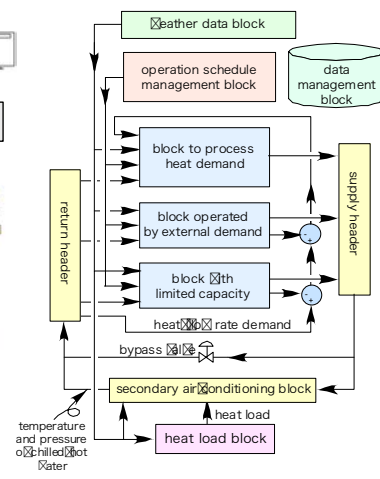 data block
operation schedule
management block
data
management
block
block to process
heat demand
block operated
by external demand
block
limited capacity
return header
supply header
rate demand
bypass
secondary air conditioning block
heat load
temperature
and pressure
heat load block